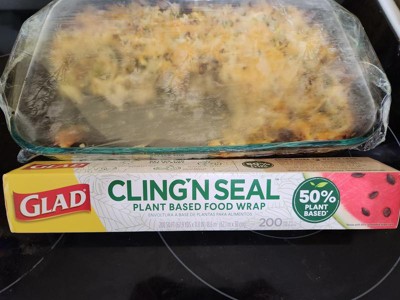 GLAD
CLING'N SEAL
PLANT BASED FOOD WRAP
ENVOLTURA A BASE DE PLANTAS PARA ALIMENTOS
200
50%
PLANT
BASED